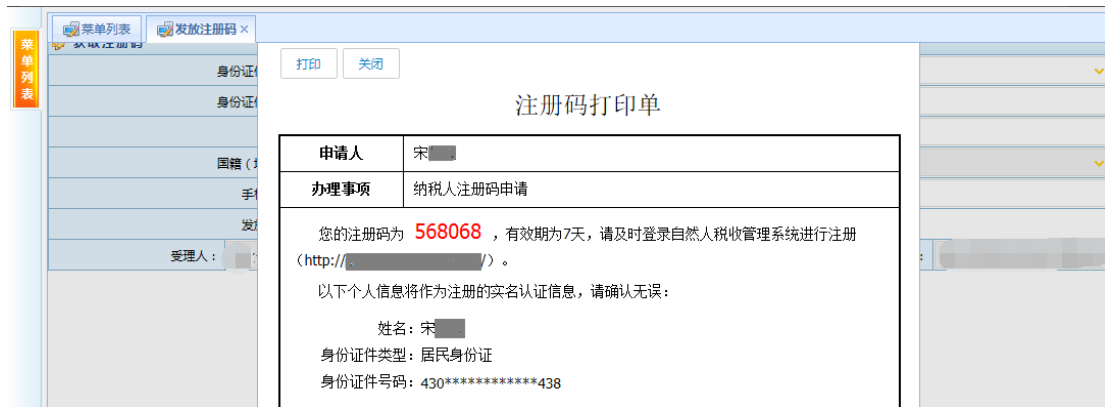 菜单列表
菜单列表
发放注册码 ×
获取注册码
打印
关闭
注册码打印单
身份证
身份证
国籍（
手
发
受理人：
申请人
宋
办理事项
纳税人注册码申请
您的注册码为 568068 ，有效期为7天，请及时登录自然人税收管理系统进行注册
（http:// /）。
以下个人信息将作为注册的实名认证信息，请确认无误：
姓名：宋
身份证件类型：居民身份证
身份证件号码：430************438